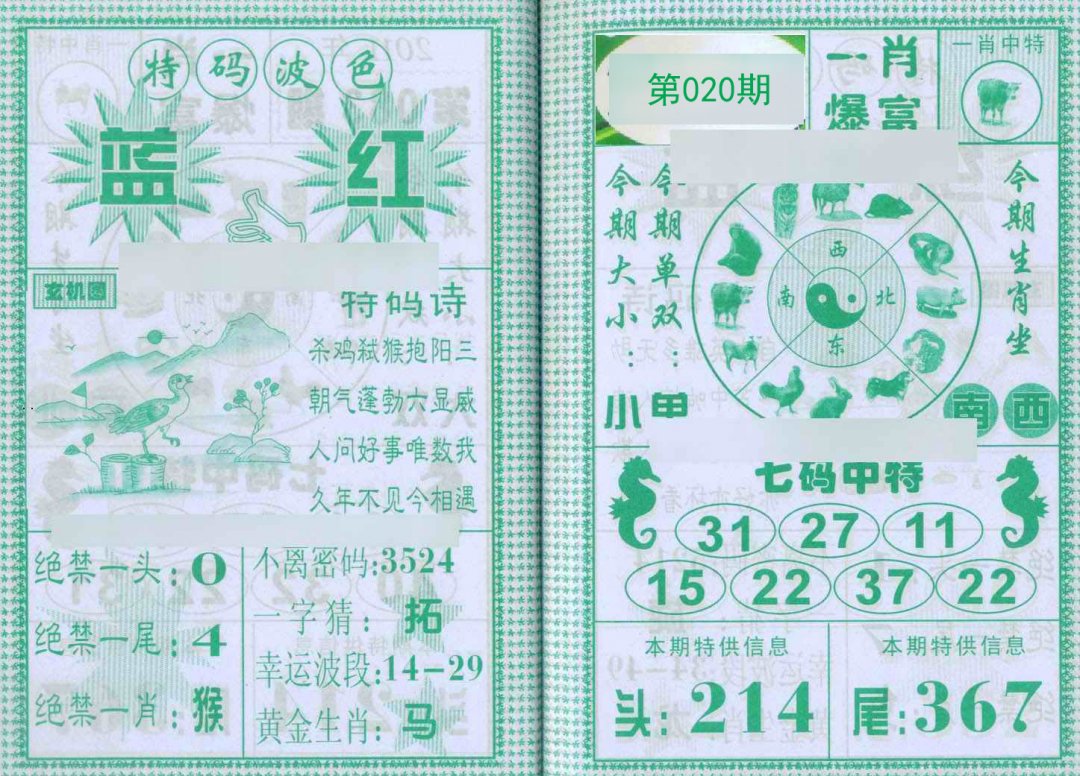 特码波色
蓝 红
玄机图
特码诗
杀鸡弑猴抱阳三
朝气蓬勃六显威
人问好事唯数我
久年不见今相遇
绝禁一头:0
绝禁一尾:4
绝禁一肖:猴
不离密码:3524
一字猜：拓
幸运波段:14-29
黄金生肖:马
第020期
一肖
爆富
一肖中特
今期大小：小
今期单双：单
西
南 北
东
今期生肖坐
南西
七码中特
31 27 11
15 22 37 22
本期特供信息
头:214
本期特供信息
尾:367